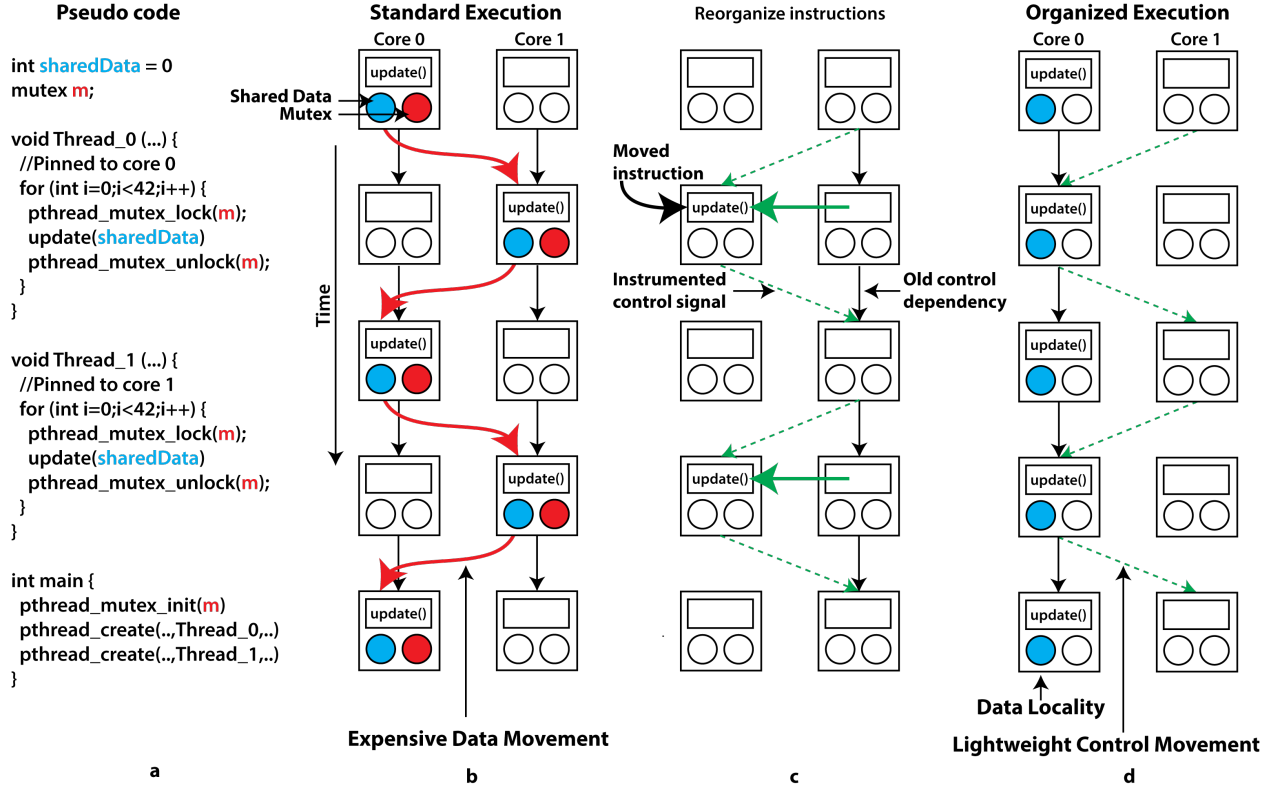 Pseudo code
int sharedData = 0
mutex m;
void Thread_0 (...) {
//Pinned to core 0
for (int i=0;i<42;i++) {
pthread_mutex_lock(m);
update(sharedData)
pthread_mutex_unlock(m);
}
}
void Thread_1 (...) {
//Pinned to core 1
for (int i=0;i<42;i++) {
pthread_mutex_lock(m);
update(sharedData)
pthread_mutex_unlock(m);
}
}
int main {
pthread_mutex_init(m)
pthread_create(..,Thread_0,..)
pthread_create(..,Thread_1,..)
}
a
Standard Execution
Core 0
Core 1
update()
Shared Data
Mutex
Time
update()
update()
update()
update()
Expensive Data Movement
b
Reorganize instructions
Moved
instruction
update()
Instrumented
control signal
Old control
dependency
update()
c
Organized Execution
Core 0
Core 1
update()
update()
update()
update()
update()
Data Locality
Lightweight Control Movement
d